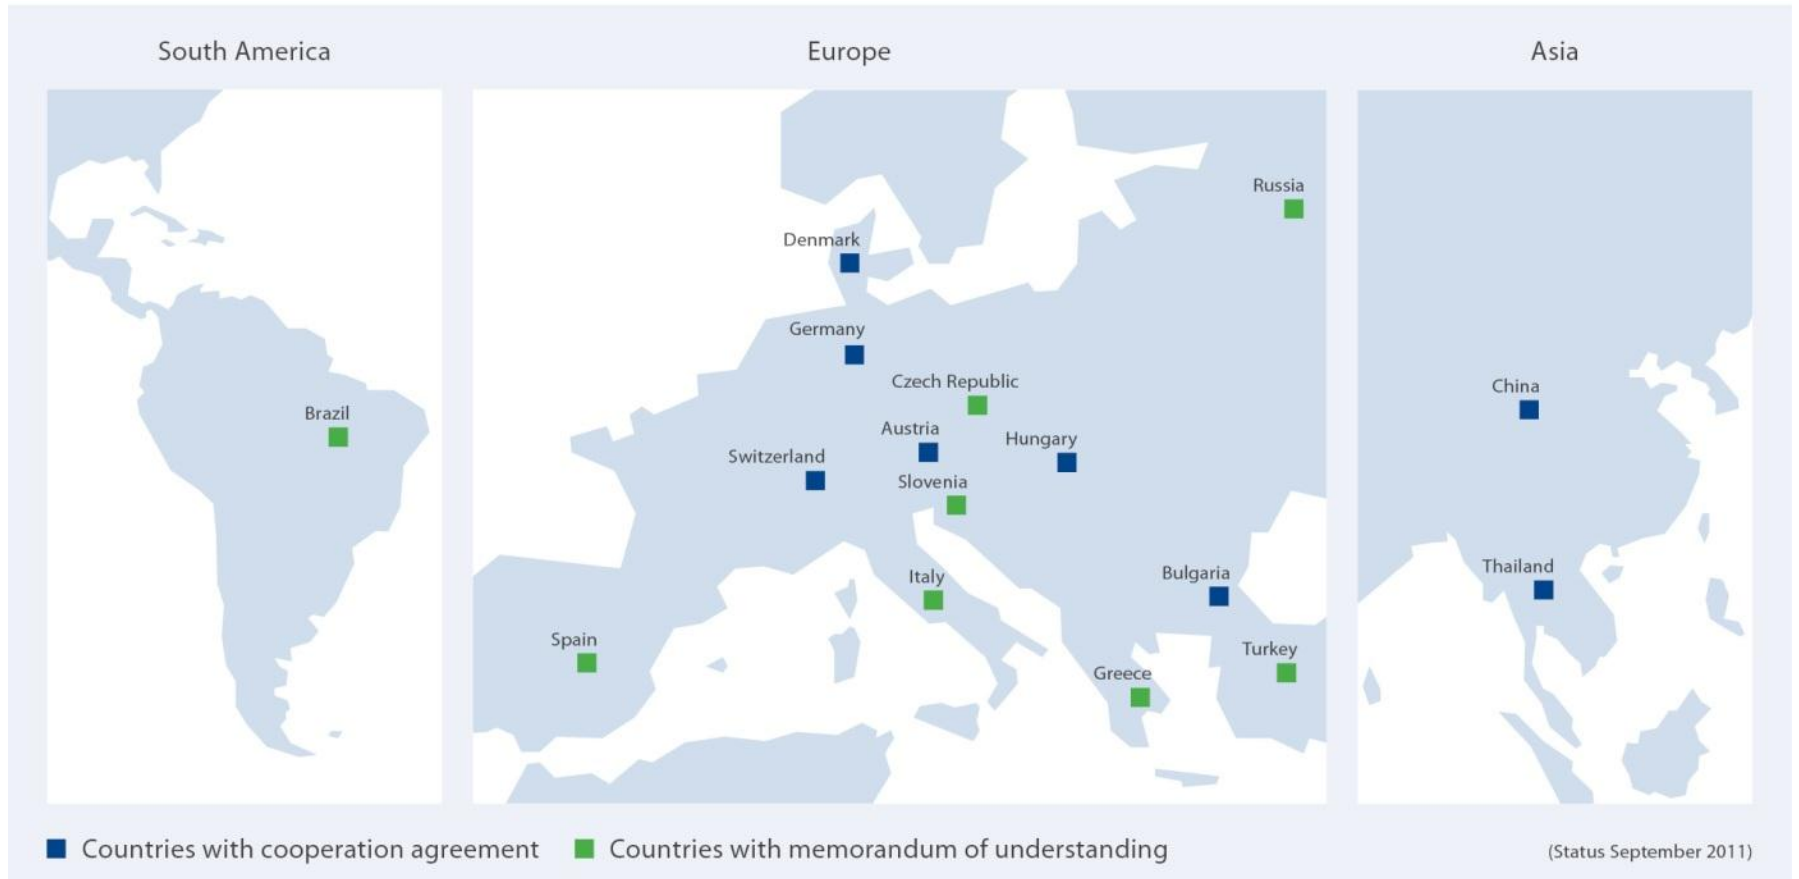 South America
Europe
Asia
Brazil
Russia
Denmark
Germany
Czech Republic
Austria
Hungary
Switzerland
Slovenia
Italy
Bulgaria
Spain
Turkey
Greece
China
Thailand
Countries with cooperation agreement
Countries with memorandum of understanding
(Status September 2011)